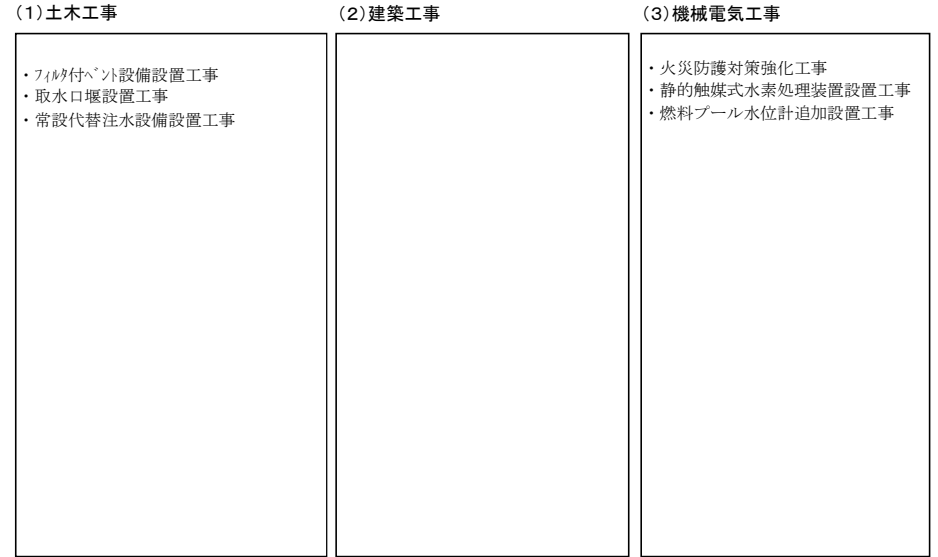 (1)土木工事
・ﾌｨﾙﾀ付ﾍﾞﾝﾄ設備設置工事
・取水口堰設置工事
・常設代替注水設備設置工事
(2)建築工事
(3)機械電気工事
・火災防護対策強化工事
・静的触媒式水素処理装置設置工事
・燃料プール水位計追加設置工事